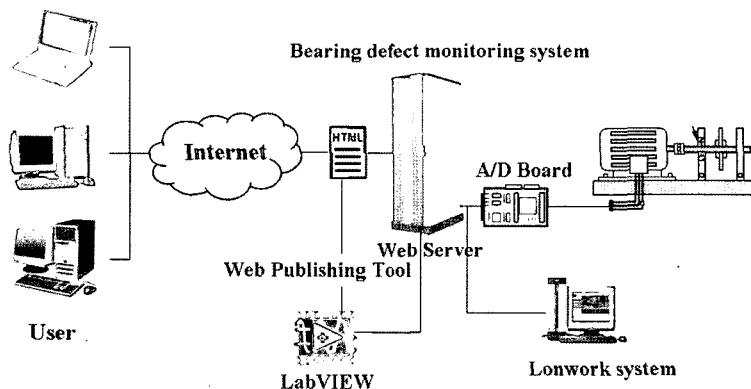 Bearing defect monitoring system
HTML
Internet
A/D Board
Web Server
Web Publishing Tool
User
LabVIEW
Lonwork system